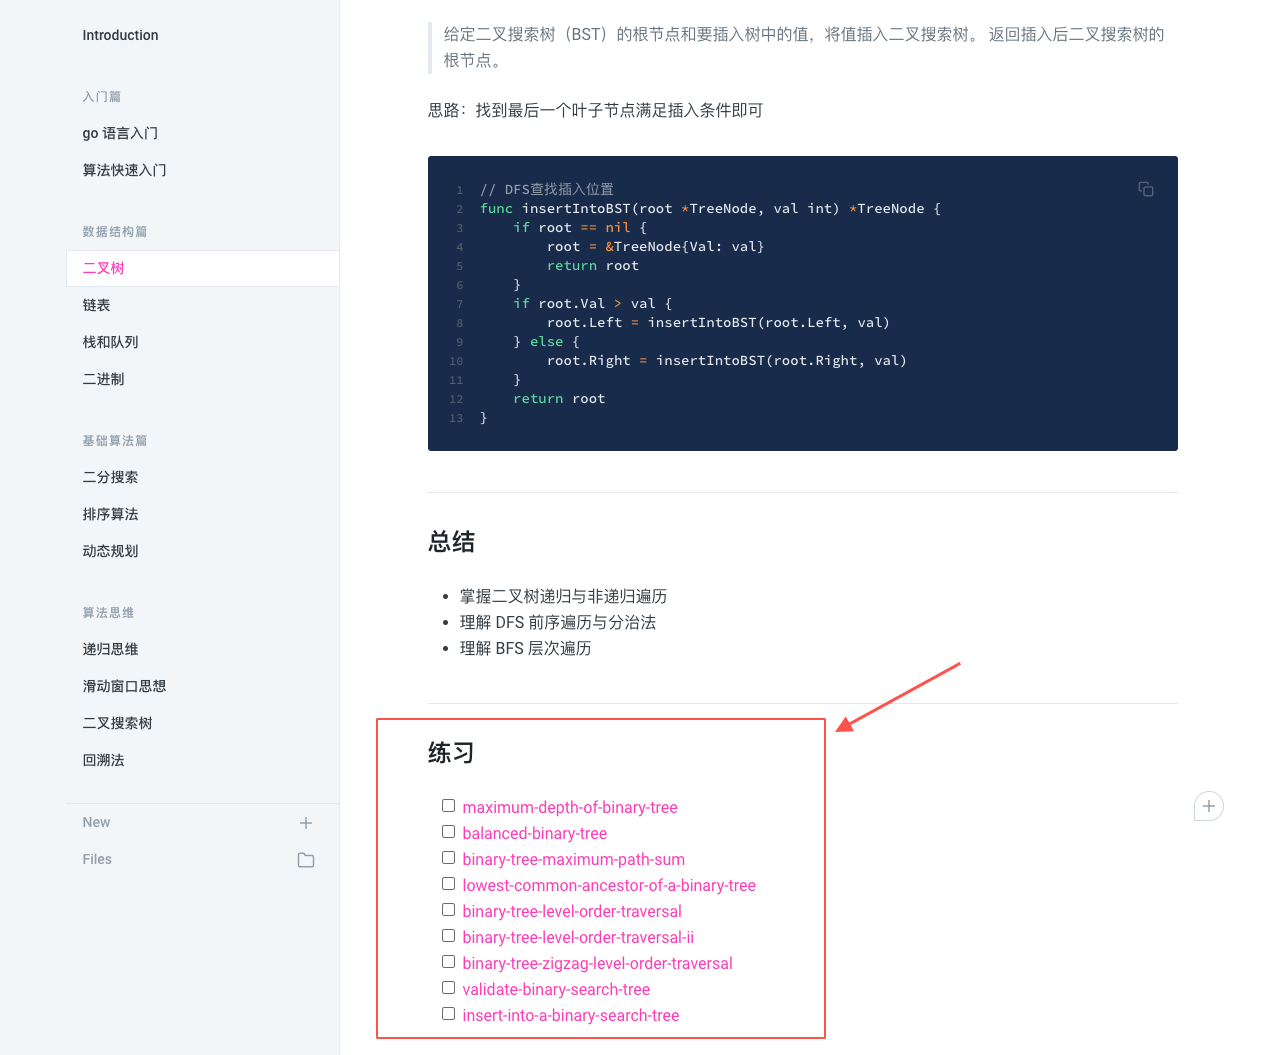 Introduction
入门篇
go 语言入门
算法快速入门
数据结构篇
二叉树
链表
栈和队列
二进制
基础算法篇
二分搜索
排序算法
动态规划
算法思维
递归思维
滑动窗口思想
二叉搜索树
回溯法
New
Files
给定二叉搜索树（BST）的根节点和要插入树中的值，将值插入二叉搜索树。 返回插入后二叉搜索树的
根节点。
思路：找到最后一个叶子节点满足插入条件即可
1 // DFS查找插入位置
2 func insertIntoBST(root *TreeNode, val int) *TreeNode {
3     if root == nil {
4         root = &TreeNode{Val: val}
5         return root
6     }
7     if root.Val > val {
8         root.Left = insertIntoBST(root.Left, val)
9     } else {
10         root.Right = insertIntoBST(root.Right, val)
11     }
12     return root
13 }
总结
• 掌握二叉树递归与非递归遍历
• 理解 DFS 前序遍历与分治法
• 理解 BFS 层次遍历
练习
maximum-depth-of-binary-tree
balanced-binary-tree
binary-tree-maximum-path-sum
lowest-common-ancestor-of-a-binary-tree
binary-tree-level-order-traversal
binary-tree-level-order-traversal-ii
binary-tree-zigzag-level-order-traversal
validate-binary-search-tree
insert-into-a-binary-search-tree